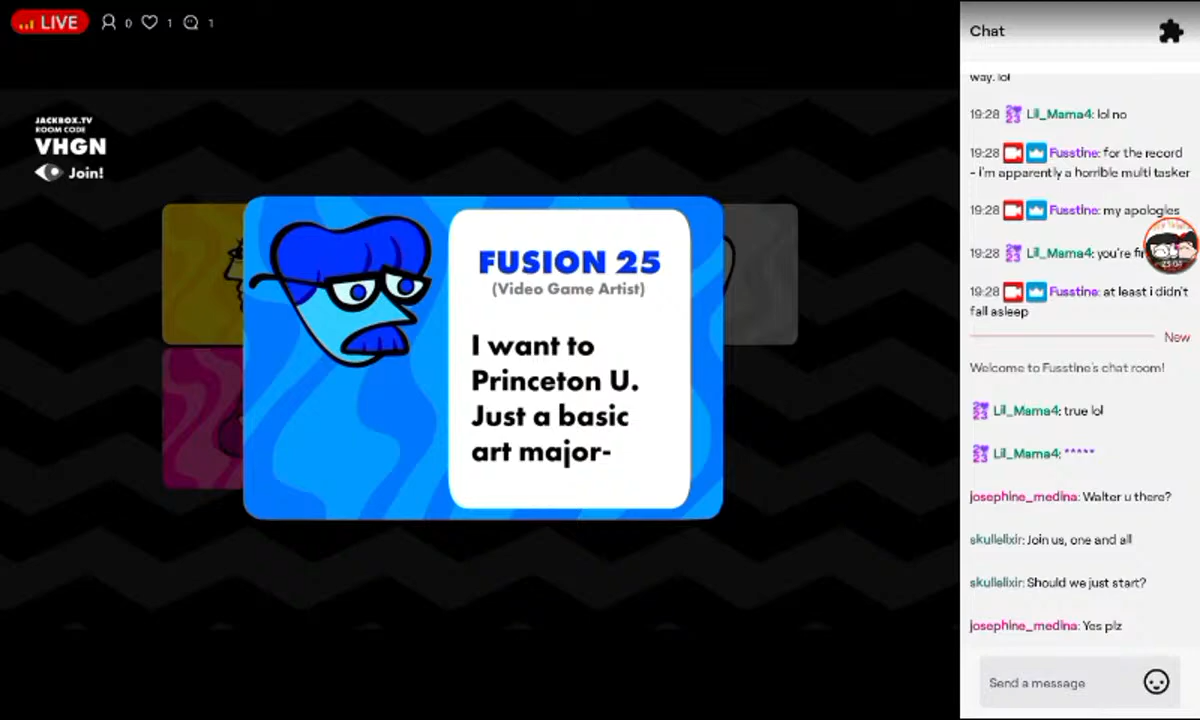 LIVE 0 1 1
JACKBOX.TV
ROOM CODE
VHGN
Join!
FUSION 25
(Video Game Artist)
I want to
Princeton U.
Just a basic
art major-
Chat
way. lol
19:28 Lil_Mama4: lol no
19:28 Fusstine: for the record
- i'm apparently a horrible multi tasker
19:28 Fusstine: my apologies
19:28 Lil_Mama4: you're
19:28 Fusstine: at least i didn't
fall asleep
New
Welcome to Fusstine's chat room!
Lil_Mama4: true lol
Lil_Mama4: *****
josephine_medina: Walter u there?
skullelixir: Join us, one and all
skullelixir: Should we just start?
josephine_medina: Yes plz
Send a message